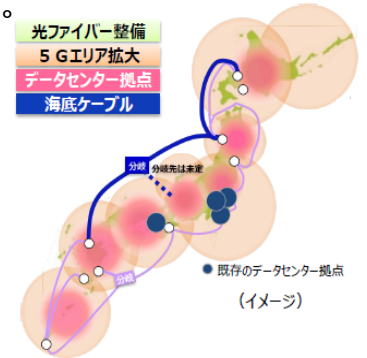 。
光ファイバー整備
５Ｇエリア拡大
データセンター拠点
海底ケーブル
分岐 分岐先は未定
分岐
●既存のデータセンター拠点
（イメージ）